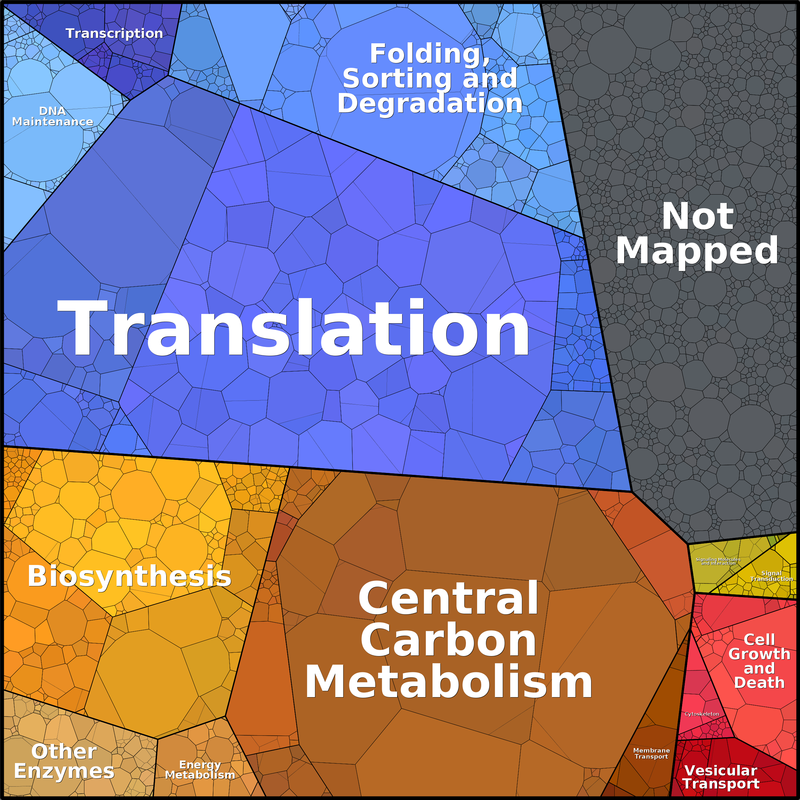 Transcription
Folding,
Sorting and
Degradation
DNA
Maintenance
Not
Mapped
Translation
Signal
Transduction
Biosynthesis
Central
Carbon
Metabolism
Cell
Growth
and
Death
Cytoskeleton
Other
Enzymes
Energy
Metabolism
Membrane
Transport
Vesicular
Transport